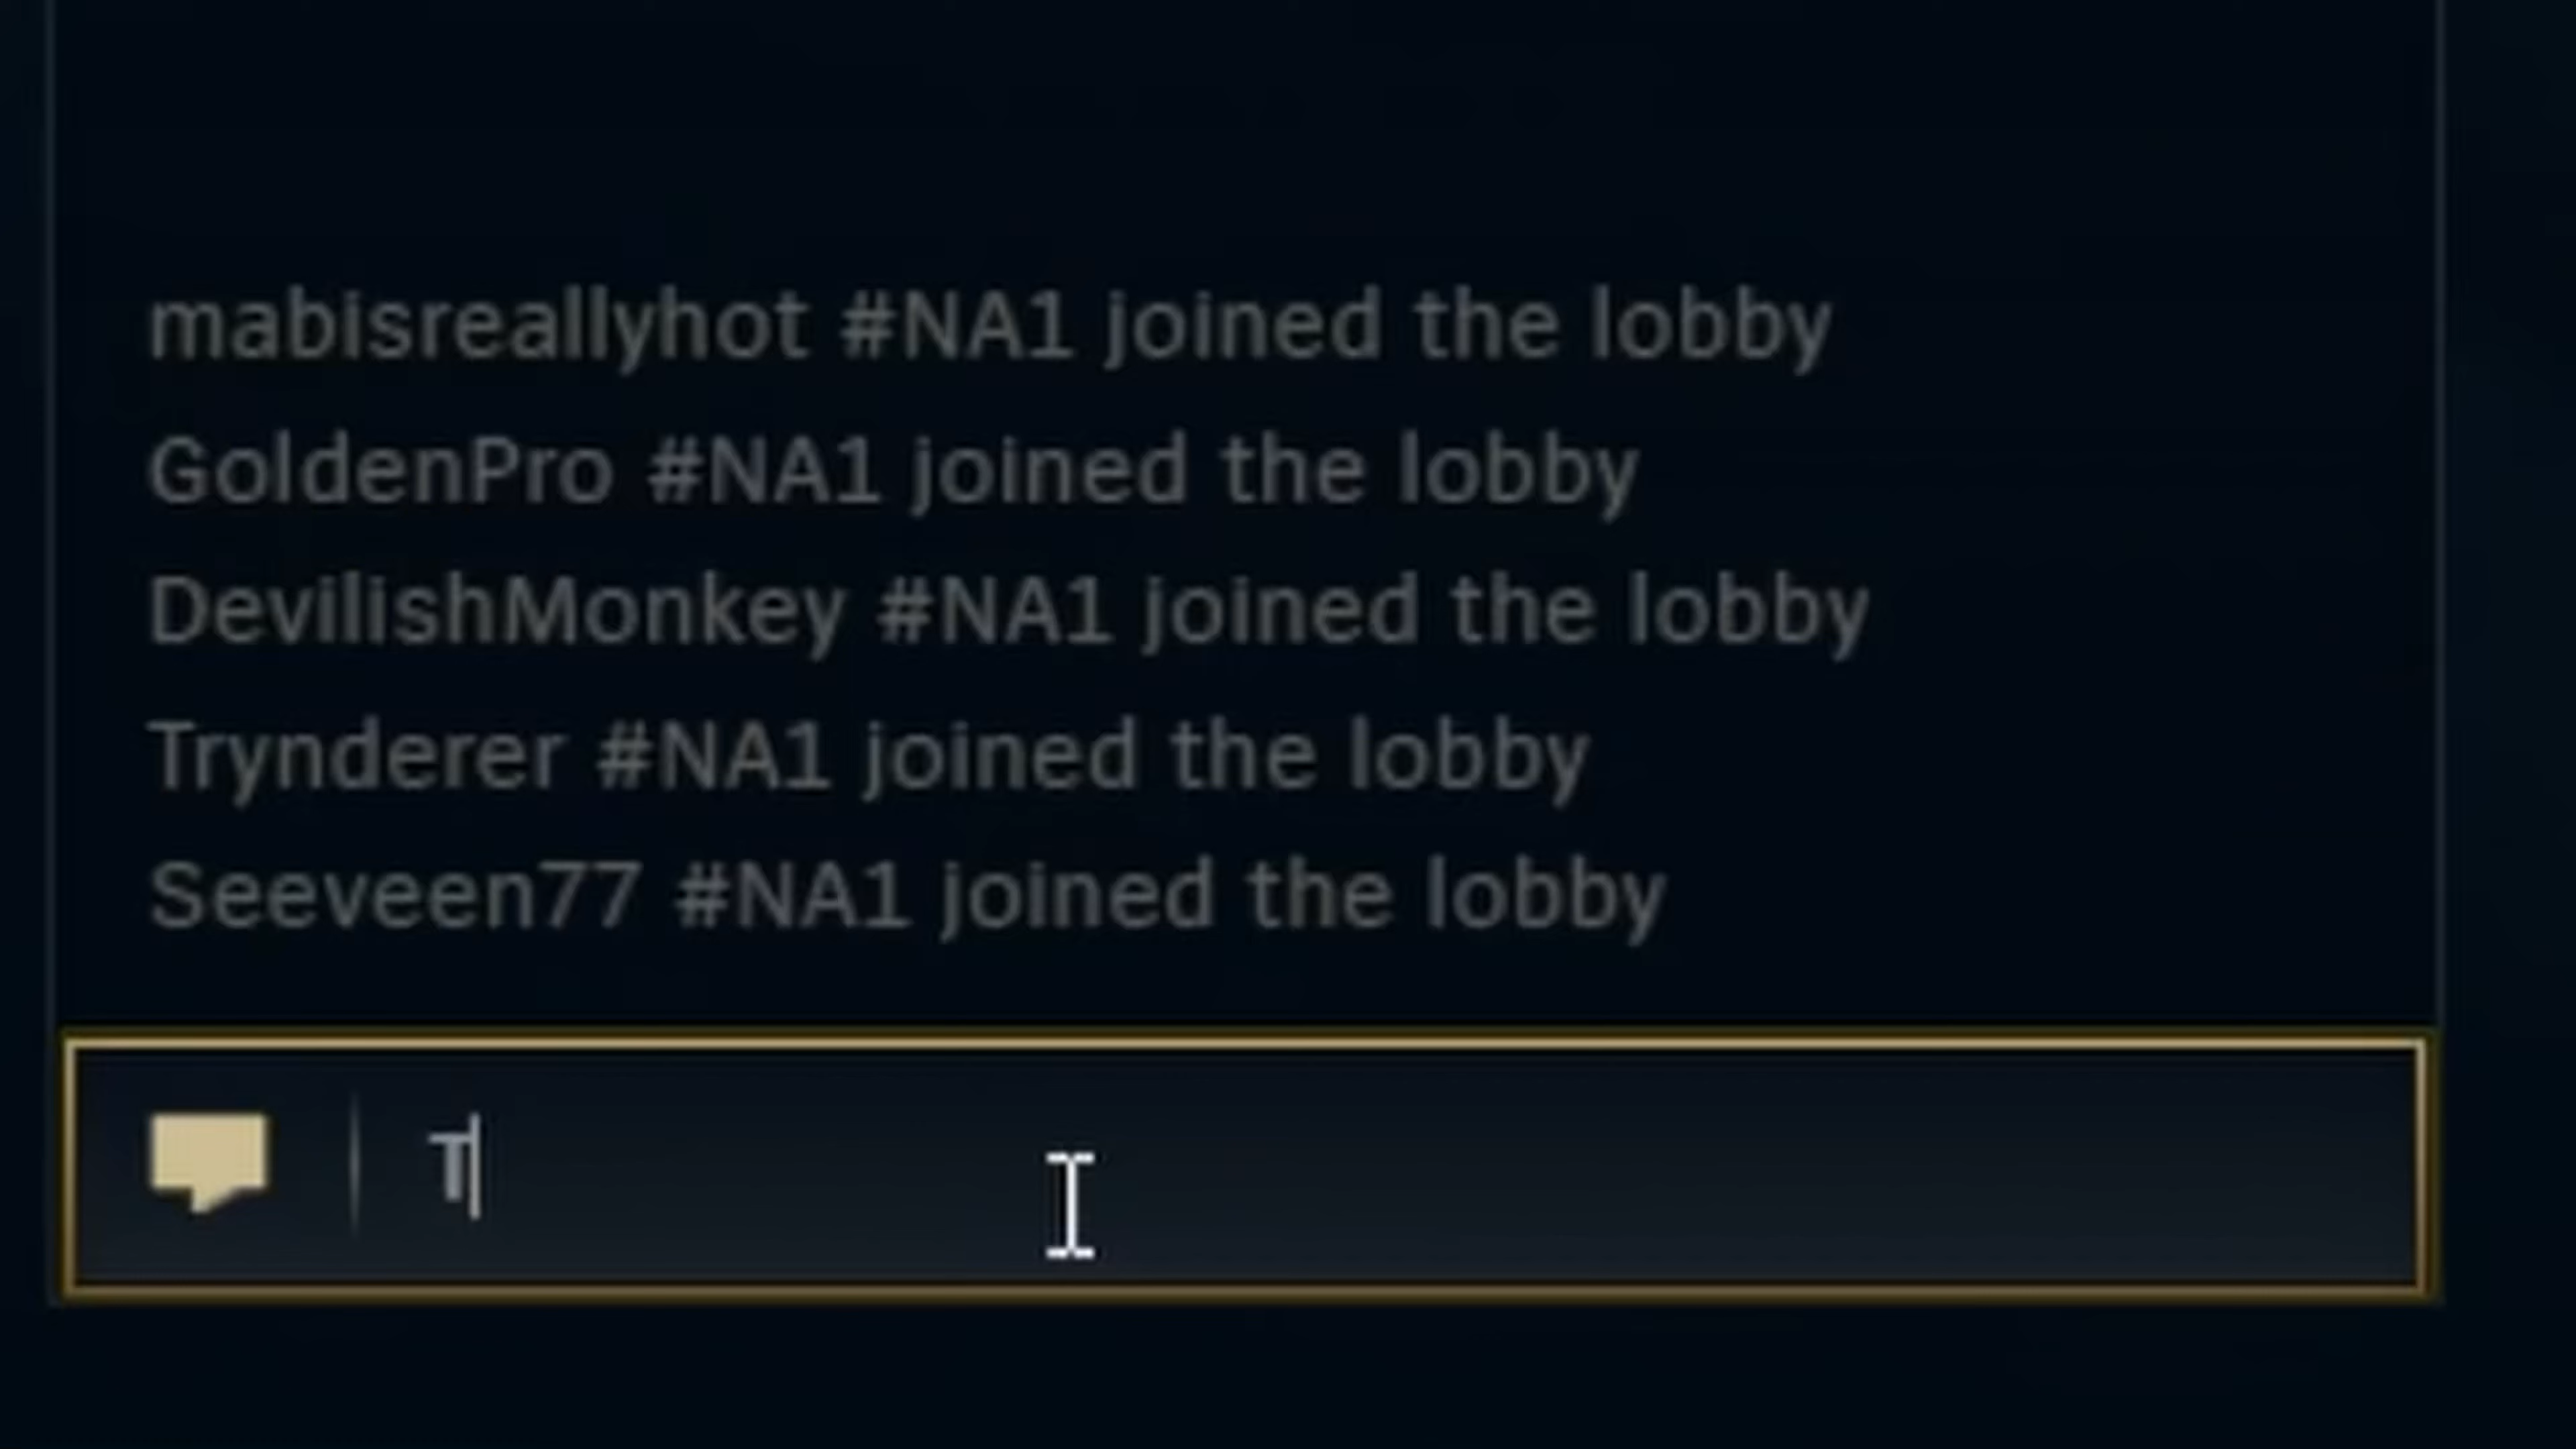 mabisreallyhot #NA1 joined the lobby
GoldenPro #NA1 joined the lobby
DevilishMonkey #NA1 joined the lobby
Trynderer #NA1 joined the lobby
Seeveen77 #NA1 joined the lobby
T